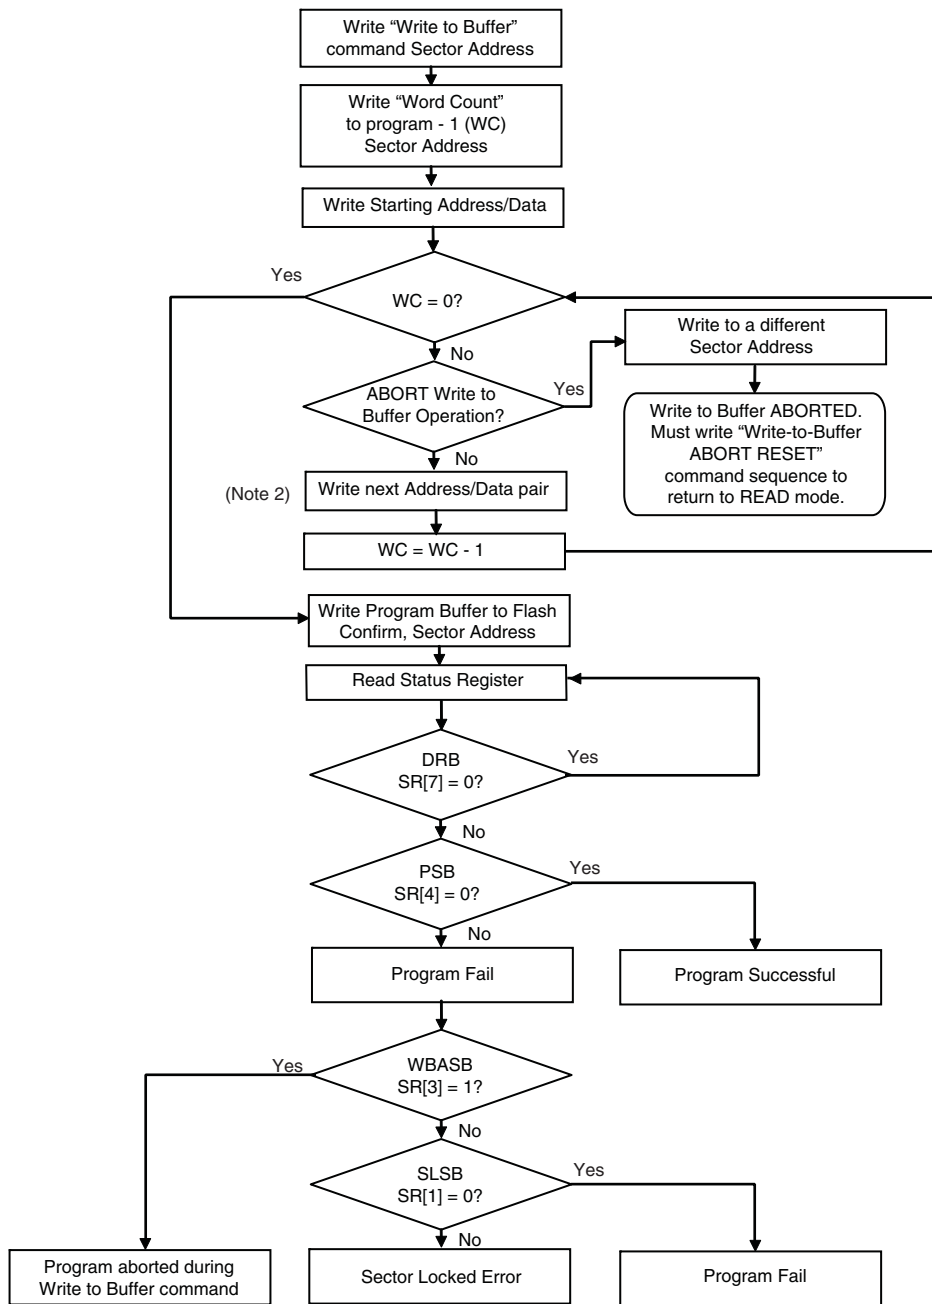 Write “Write to Buffer”
command Sector Address
Write “Word Count”
to program - 1 (WC)
Sector Address
Write Starting Address/Data
Yes
WC = 0?
Write to a different
Sector Address
No
ABORT Write to
Buffer Operation?
Yes
Write to Buffer ABORTED.
Must write “Write-to-Buffer
ABORT RESET”
command sequence to
return to READ mode.
No
(Note 2)
Write next Address/Data pair
WC = WC - 1
Write Program Buffer to Flash
Confirm, Sector Address
Read Status Register
DRB
SR[7] = 0?
Yes
No
PSB
SR[4] = 0?
Yes
No
Program Fail
Program Successful
Yes
WBASB
SR[3] = 1?
No
SLSB
SR[1] = 0?
Yes
No
Program aborted during
Write to Buffer command
Sector Locked Error
Program Fail